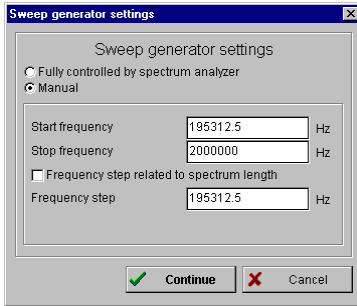 Sweep generator settings
Sweep generator settings
Fully controlled by spectrum analyzer
Manual
Start frequency 195312.5 Hz
Stop frequency 2000000 Hz
Frequency step related to spectrum length
Frequency step 195312.5 Hz
Continue Cancel